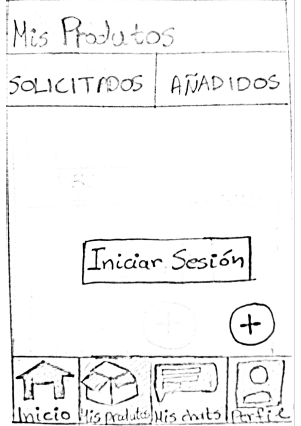 Mis Produtos
SOLICITADOS AÑADIDOS
Iniciar Sesión
+
Inicio Mis produtos Mis chats Perfil